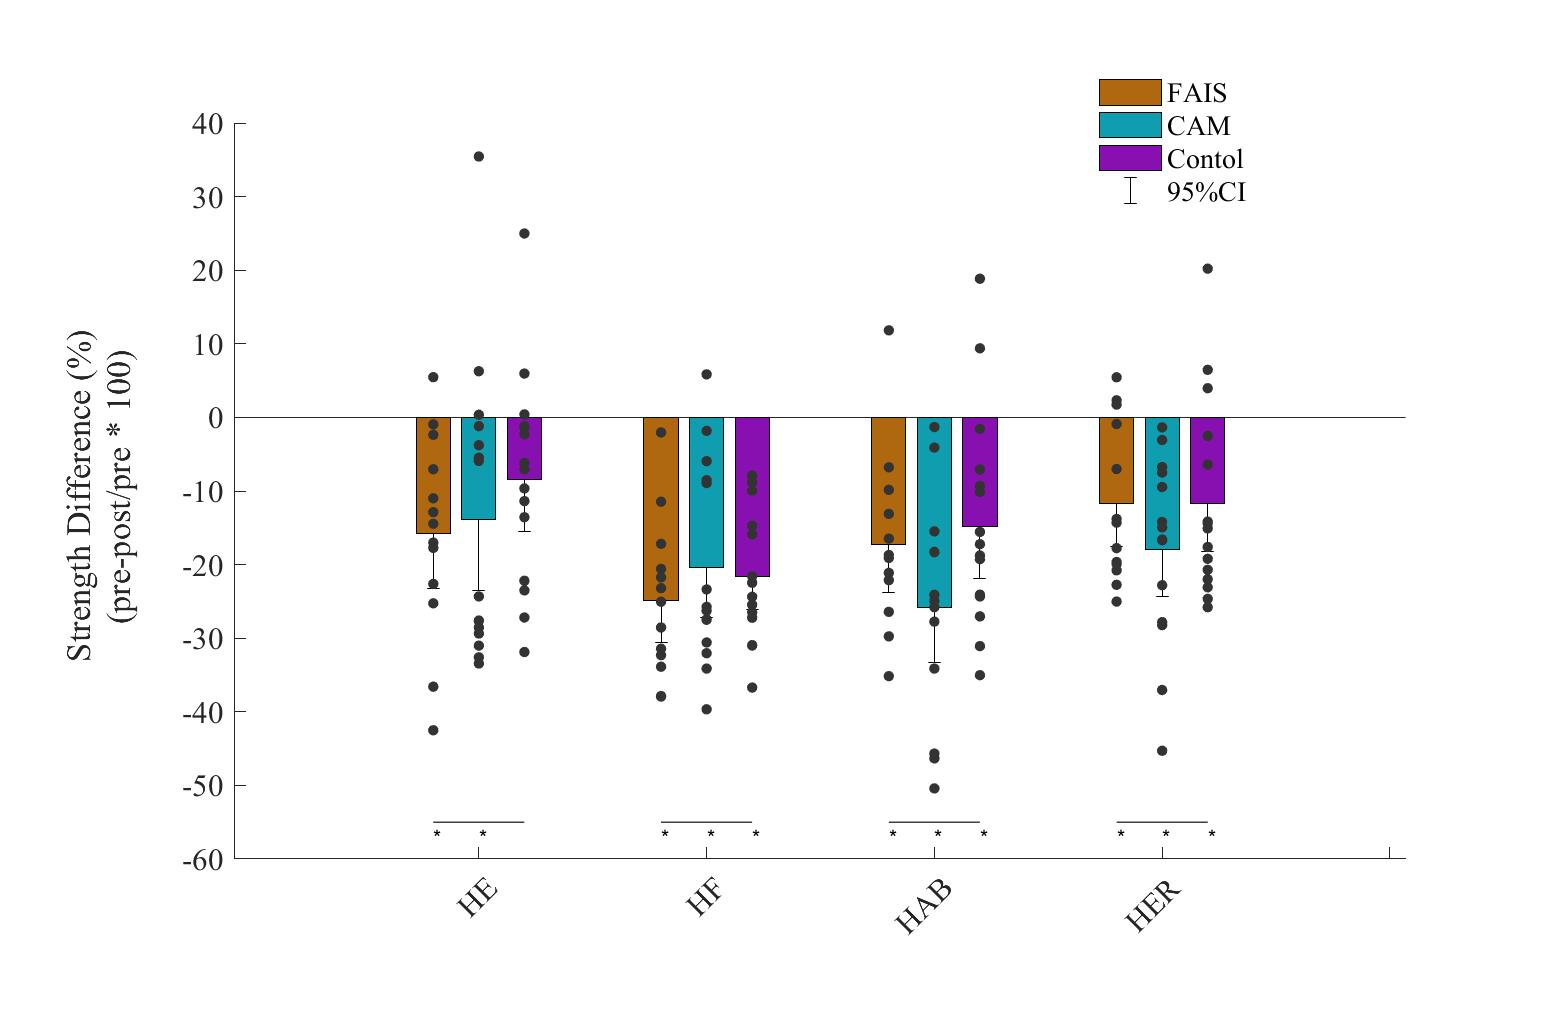 FAIS
CAM
Contol
95%CI
40
30
20
10
0
-10
-20
-30
-40
-50
-60
Strength Difference (%)
(pre-post/pre * 100)
* *
* * *
* * *
* * *
HE
HF
HAB
HER